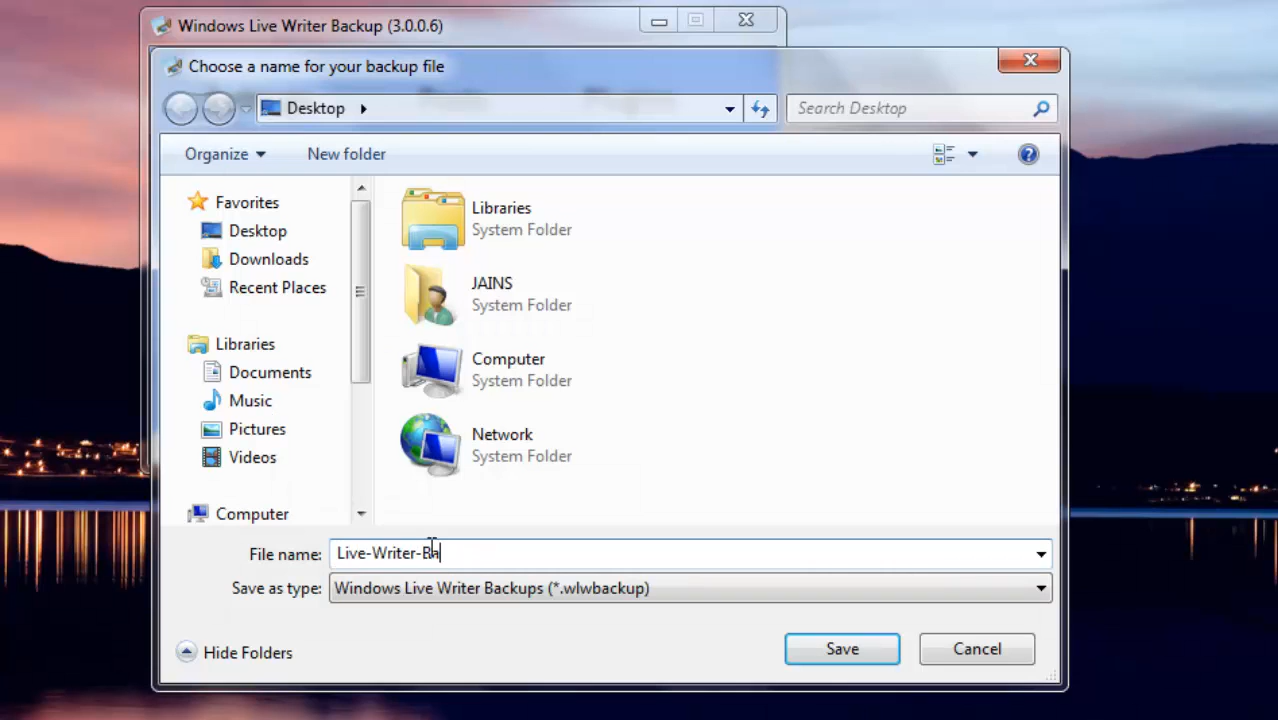 Windows Live Writer Backup (3.0.0.6)
Choose a name for your backup file
Desktop
Search Desktop
Organize
New folder
Favorites
Desktop
Downloads
Recent Places
Libraries
Documents
Music
Pictures
Videos
Computer
Libraries
System Folder
JAINS
System Folder
Computer
System Folder
Network
System Folder
File name: Live-Writer-Ba
Save as type: Windows Live Writer Backups (*.wlwbackup)
Hide Folders
Save
Cancel